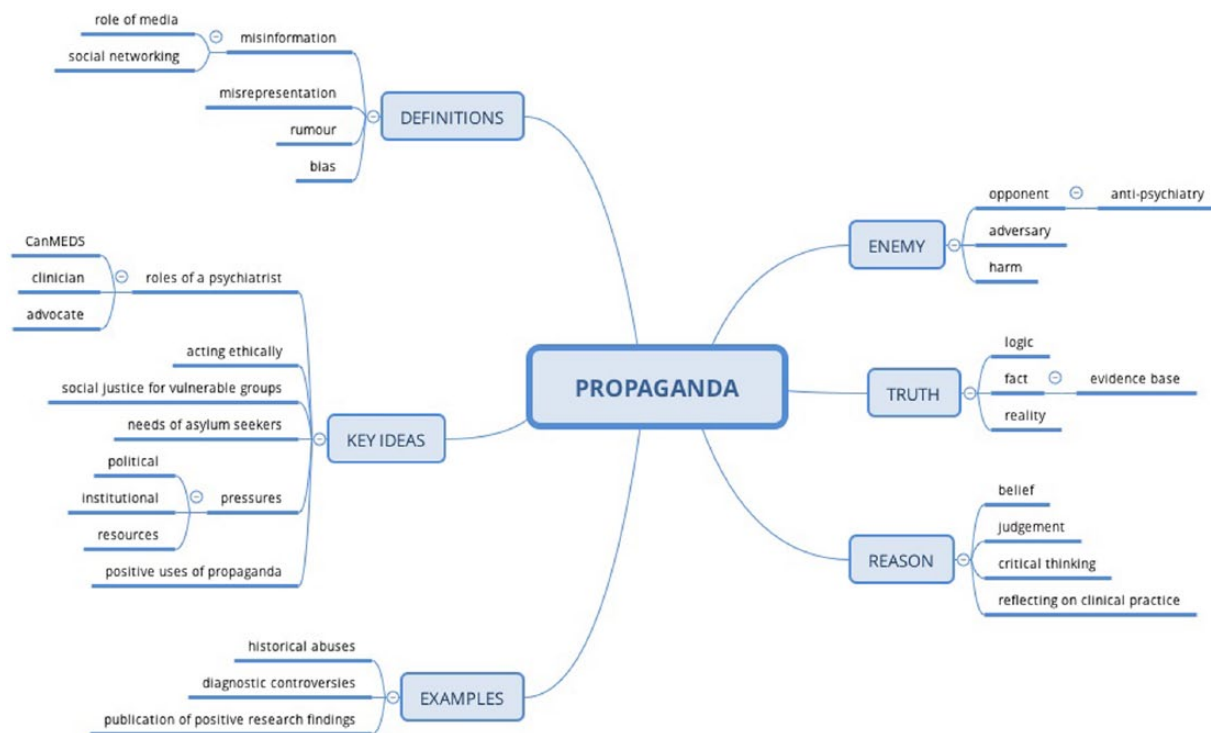 role of media
social networking
misinformation
misrepresentation
rumour
bias
DEFINITIONS
CanMEDS
clinician
advocate
roles of a psychiatrist
acting ethically
social justice for vulnerable groups
needs of asylum seekers
political
institutional
resources
pressures
positive uses of propaganda
KEY IDEAS
historical abuses
diagnostic controversies
publication of positive research findings
EXAMPLES
PROPAGANDA
ENEMY
opponent
anti-psychiatry
adversary
harm
TRUTH
logic
fact
evidence base
reality
REASON
belief
judgement
critical thinking
reflecting on clinical practice